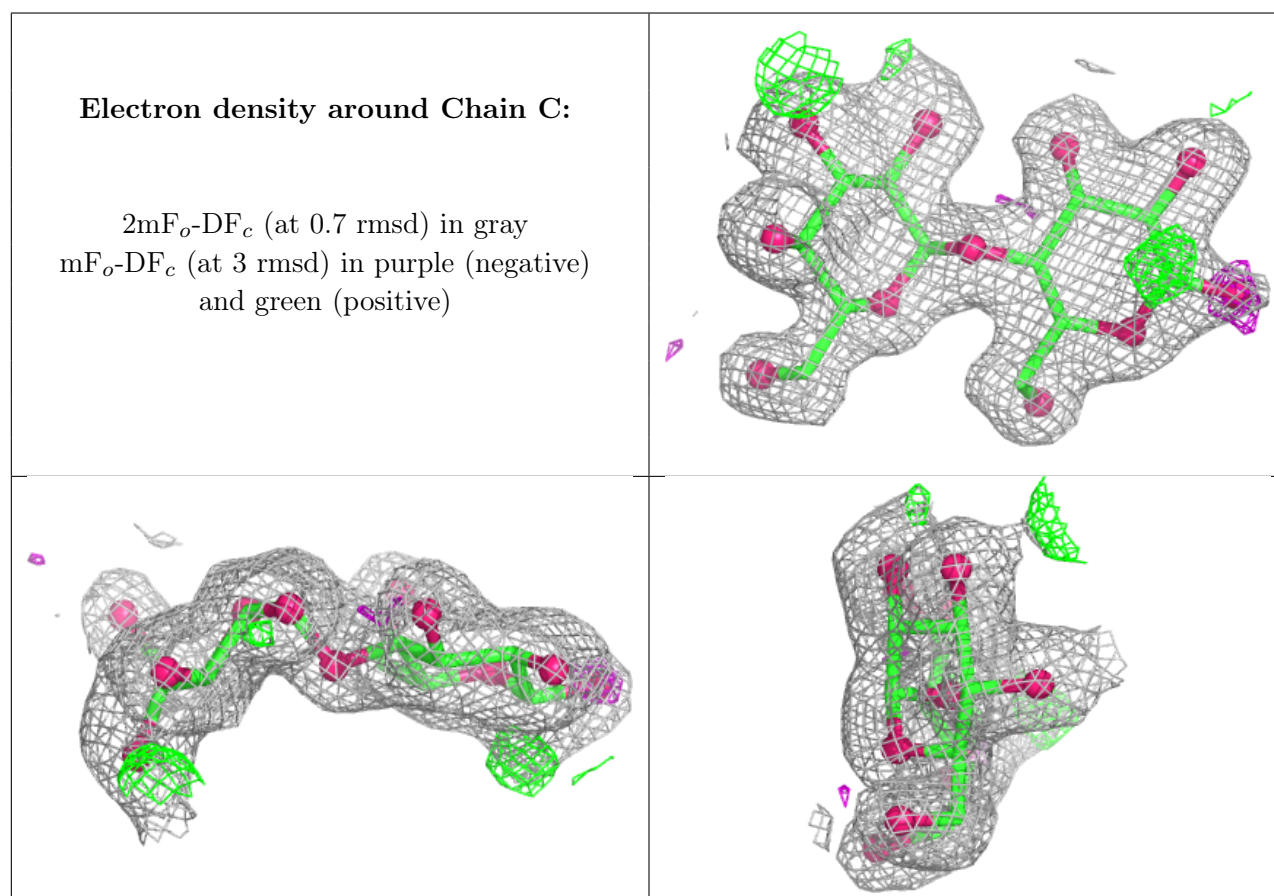 Electron density around Chain C:
2mFo-DFc (at 0.7 rmsd) in gray
mFo-DFc (at 3 rmsd) in purple (negative)
and green (positive)